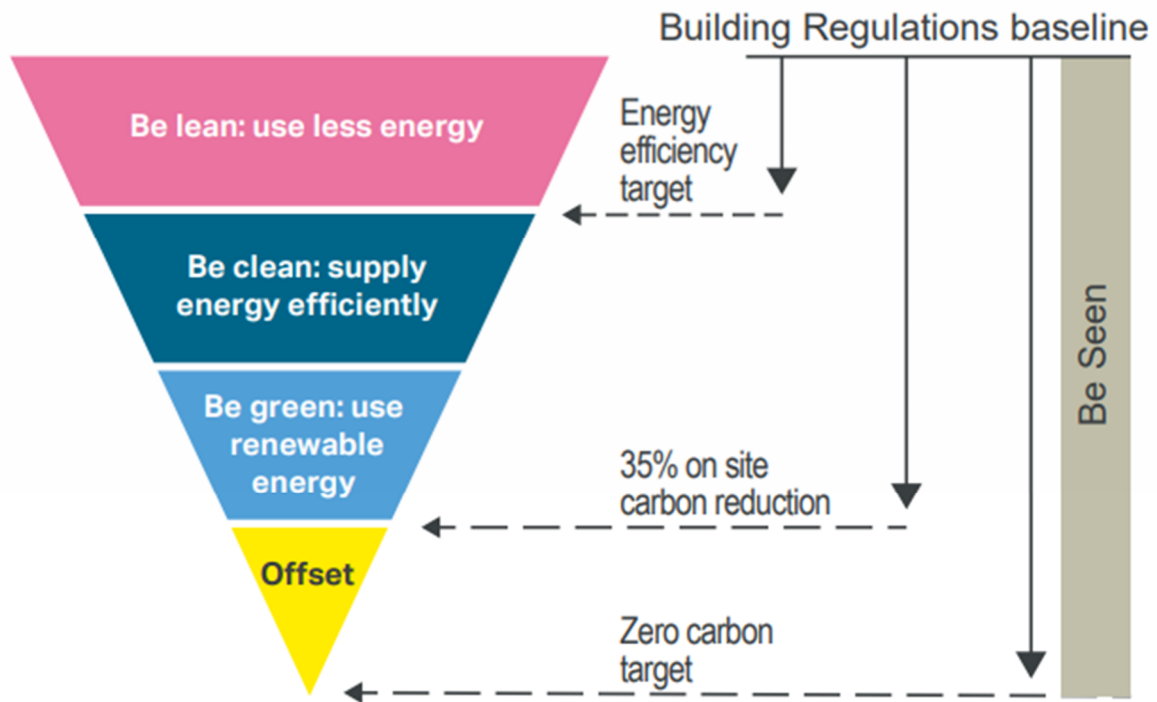 Building Regulations baseline
Be lean: use less energy
Energy
efficiency
target
Be clean: supply
energy efficiently
Be green: use
renewable
energy
35% on site
carbon reduction
Offset
Zero carbon
target
Be Seen